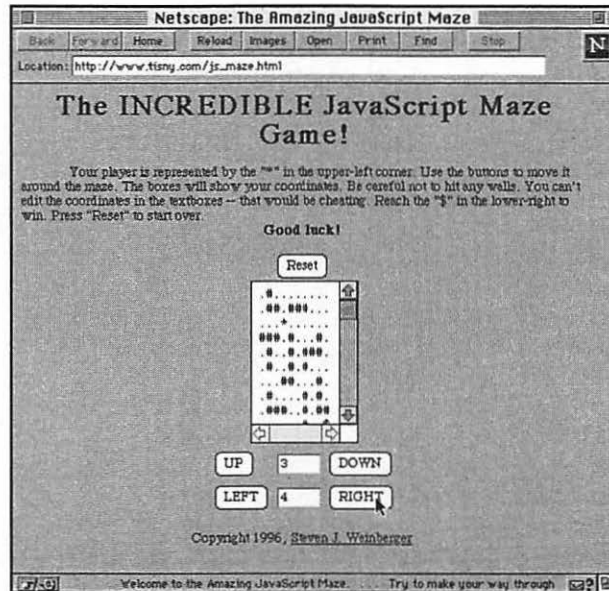 Netscape: The Amazing JavaScript Maze
Back Forward Home Reload Images Open Print Find Stop
N
Location: http://www.tisny.com/js_maze.html
The INCREDIBLE JavaScript Maze
Game!
Your player is represented by the "*" in the upper-left corner. Use the buttons to move it
around the maze. The boxes will show your coordinates. Be careful not to hit any walls. You can't
edit the coordinates in the textboxes -- that would be cheating. Reach the "$" in the lower-right to
win. Press "Reset" to start over.
Good luck!
Reset
UP 3 DOWN
LEFT 4 RIGHT
Copyright 1996, Steven J. Weinberger
Welcome to the Amazing JavaScript Maze. . . . Try to make your way through